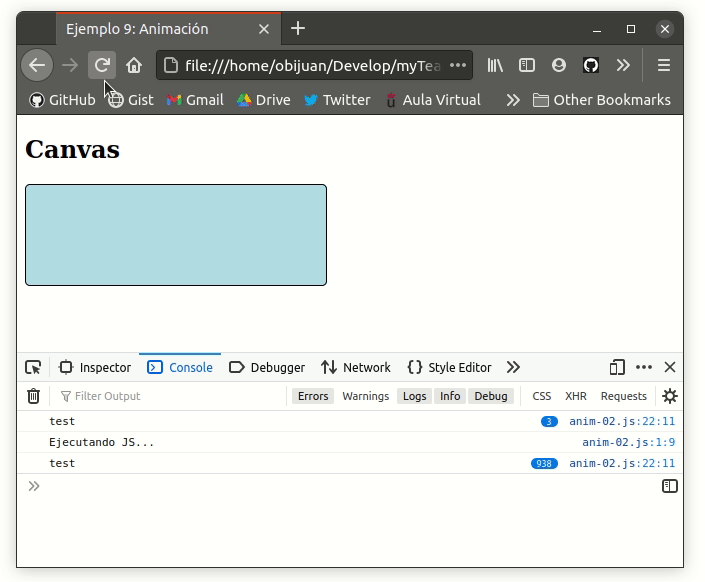 Ejemplo 9: Animación
file:///home/obijuan/Develop/myTea
GitHub Gist Gmail Drive Twitter Aula Virtual Other Bookmarks
Canvas
Inspector Console Debugger Network Style Editor
Filter Output Errors Warnings Logs Info Debug CSS XHR Requests
test 3 anim-02.js:22:11
Ejecutando JS... anim-02.js:1:9
test 938 anim-02.js:22:11